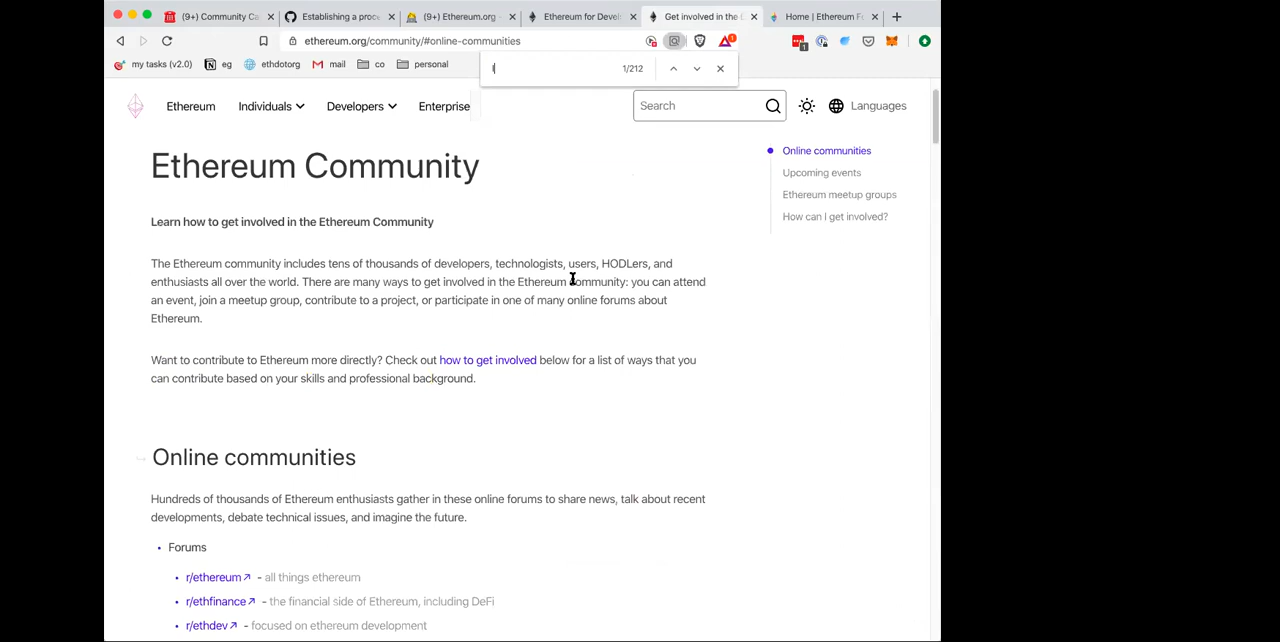 (9+) Community Ca
Establishing a proce
(9+) Ethereum.org -
Ethereum for Devel
Get involved in the E
Home | Ethereum F
ethereum.org/community/#online-communities
1
my tasks (v2.0)
eg
ethdotorg
mail
co
personal
1/212
Ethereum
Individuals
Developers
Enterprise
Search
Languages
Ethereum Community
Online communities
Upcoming events
Ethereum meetup groups
How can I get involved?
Learn how to get involved in the Ethereum Community
The Ethereum community includes tens of thousands of developers, technologists, users, HODLers, and
enthusiasts all over the world. There are many ways to get involved in the Ethereum community: you can attend
an event, join a meetup group, contribute to a project, or participate in one of many online forums about
Ethereum.
Want to contribute to Ethereum more directly? Check out how to get involved below for a list of ways that you
can contribute based on your skills and professional background.
Online communities
Hundreds of thousands of Ethereum enthusiasts gather in these online forums to share news, talk about recent
developments, debate technical issues, and imagine the future.
• Forums
• r/ethereum↗ - all things ethereum
• r/ethfinance↗ - the financial side of Ethereum, including DeFi
• r/ethdev↗ - focused on ethereum development